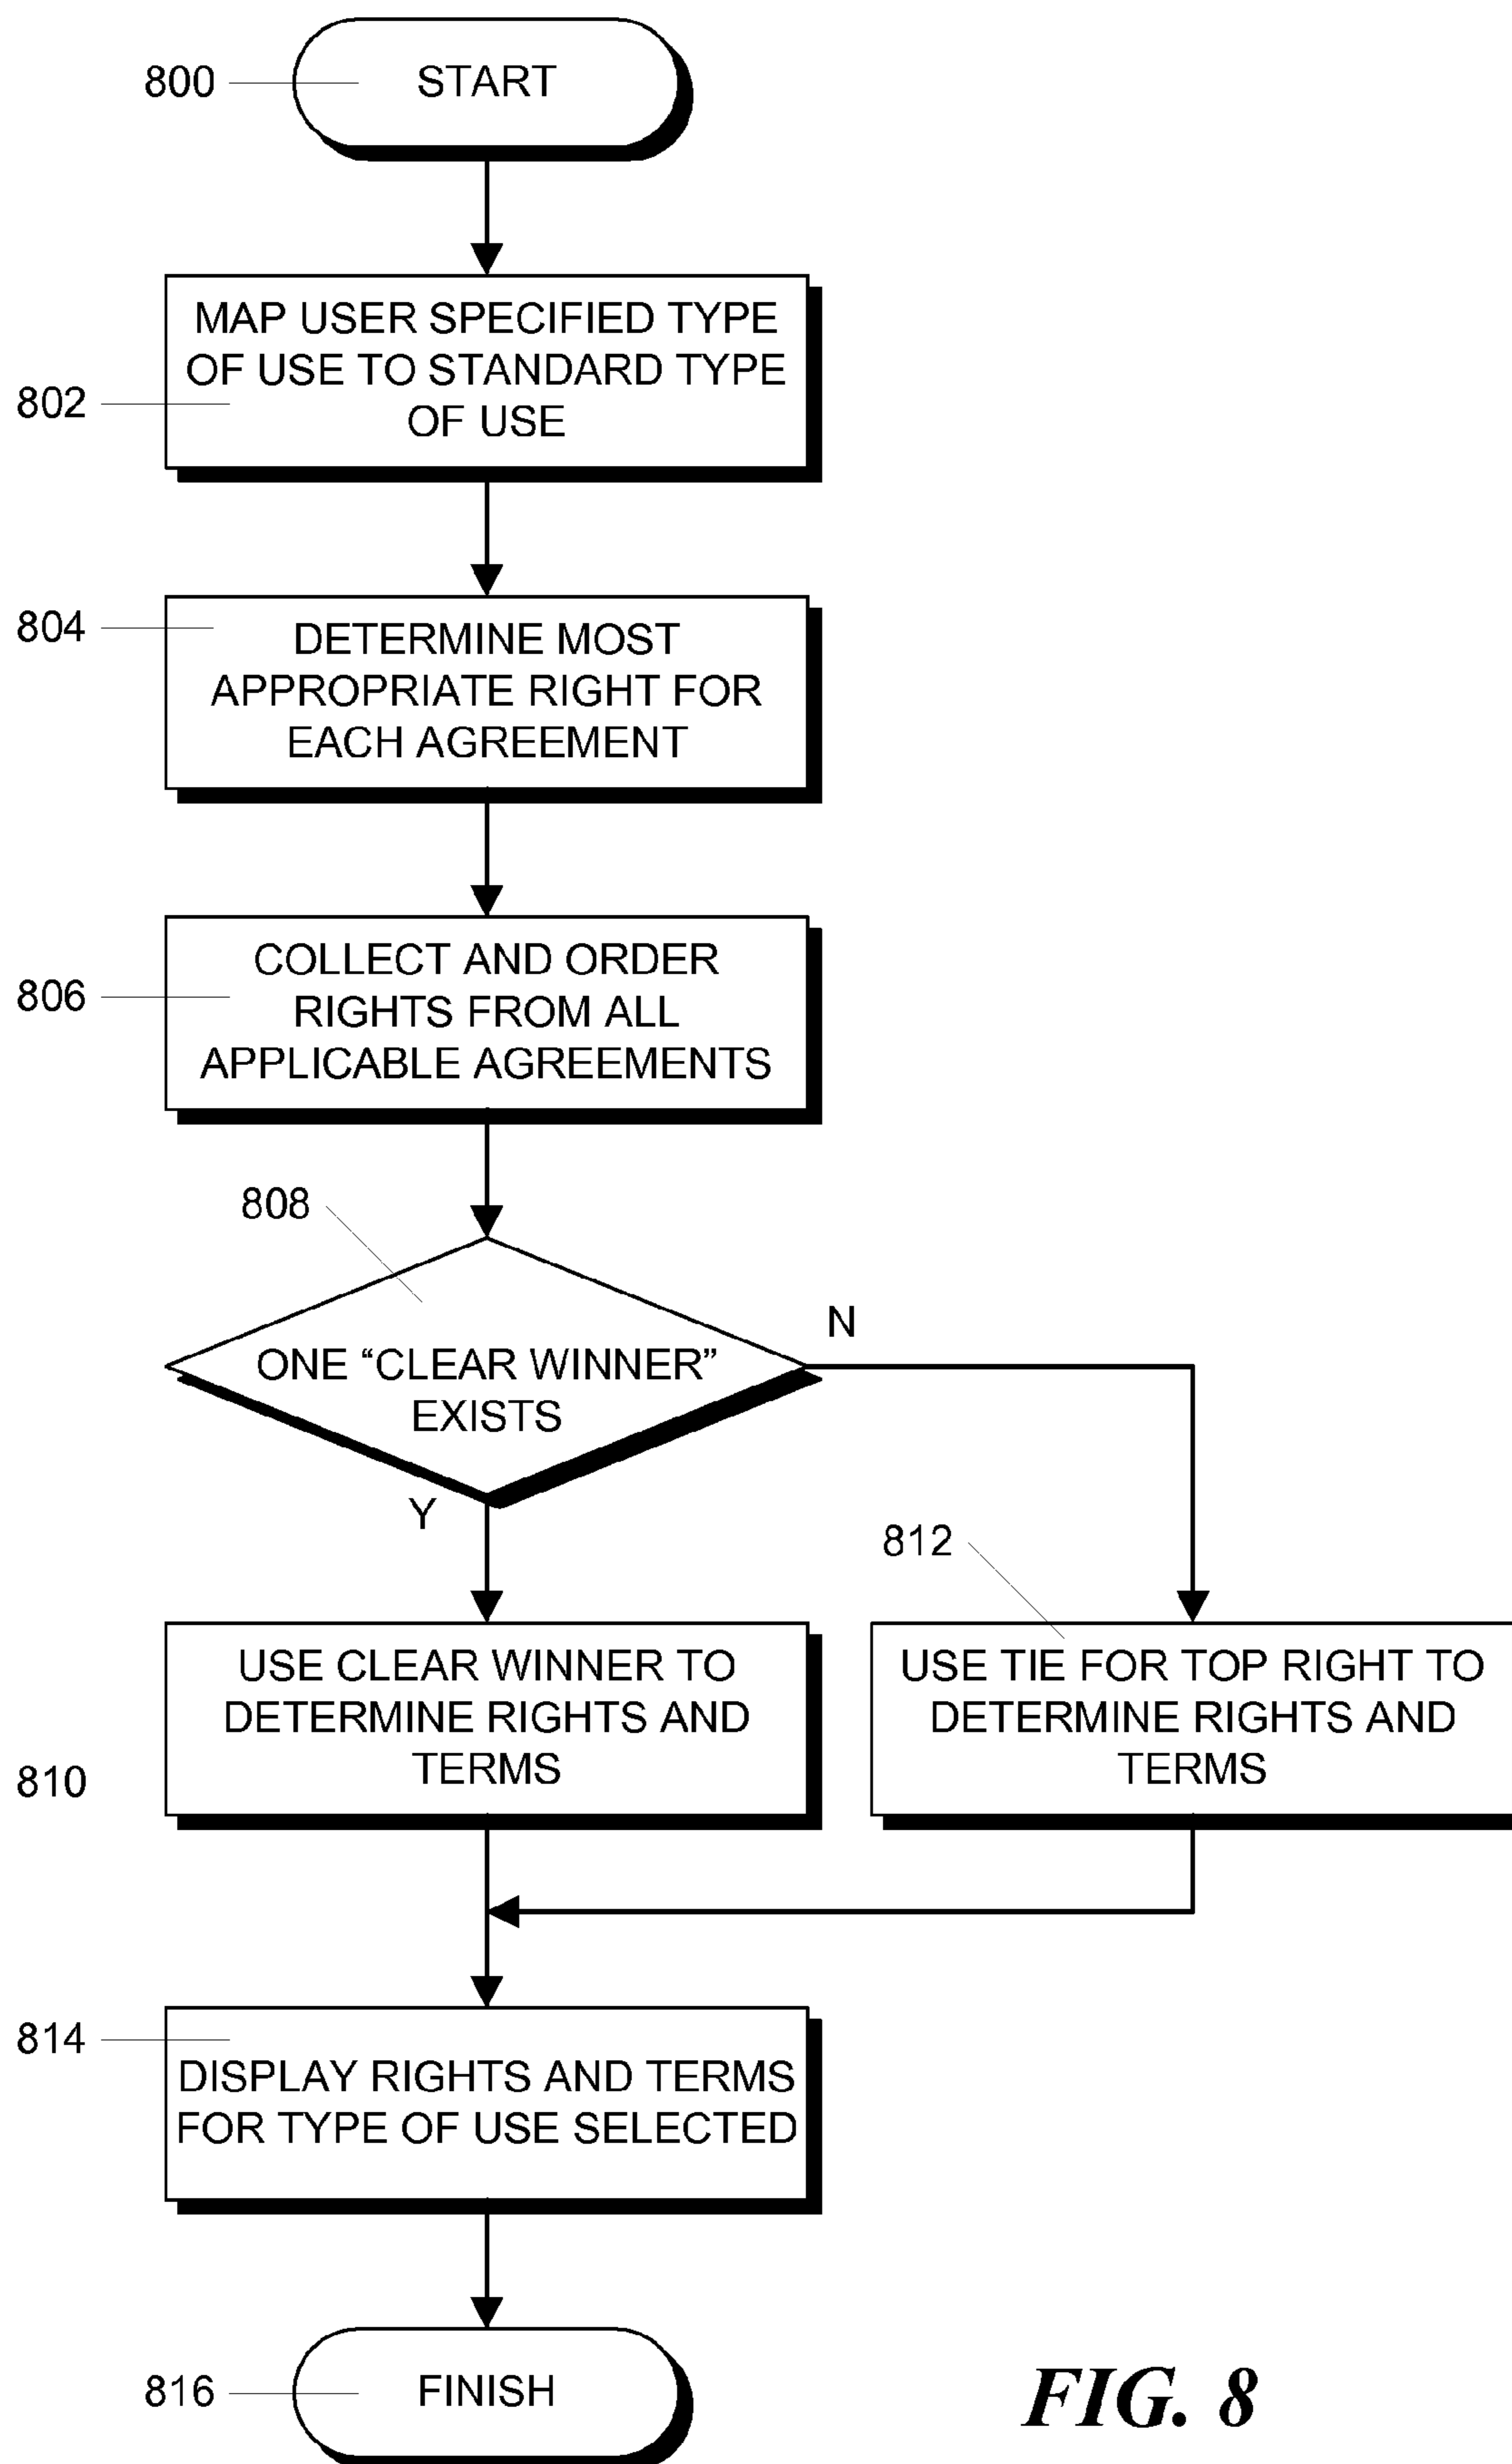 800
START
MAP USER SPECIFIED TYPE
OF USE TO STANDARD TYPE
OF USE
802
804
DETERMINE MOST
APPROPRIATE RIGHT FOR
EACH AGREEMENT
COLLECT AND ORDER
RIGHTS FROM ALL
APPLICABLE AGREEMENTS
806
808
ONE “CLEAR WINNER”
EXISTS
N
Y
812
USE CLEAR WINNER TO
DETERMINE RIGHTS AND
TERMS
810
USE TIE FOR TOP RIGHT TO
DETERMINE RIGHTS AND
TERMS
814
DISPLAY RIGHTS AND TERMS
FOR TYPE OF USE SELECTED
816
FINISH
FIG. 8